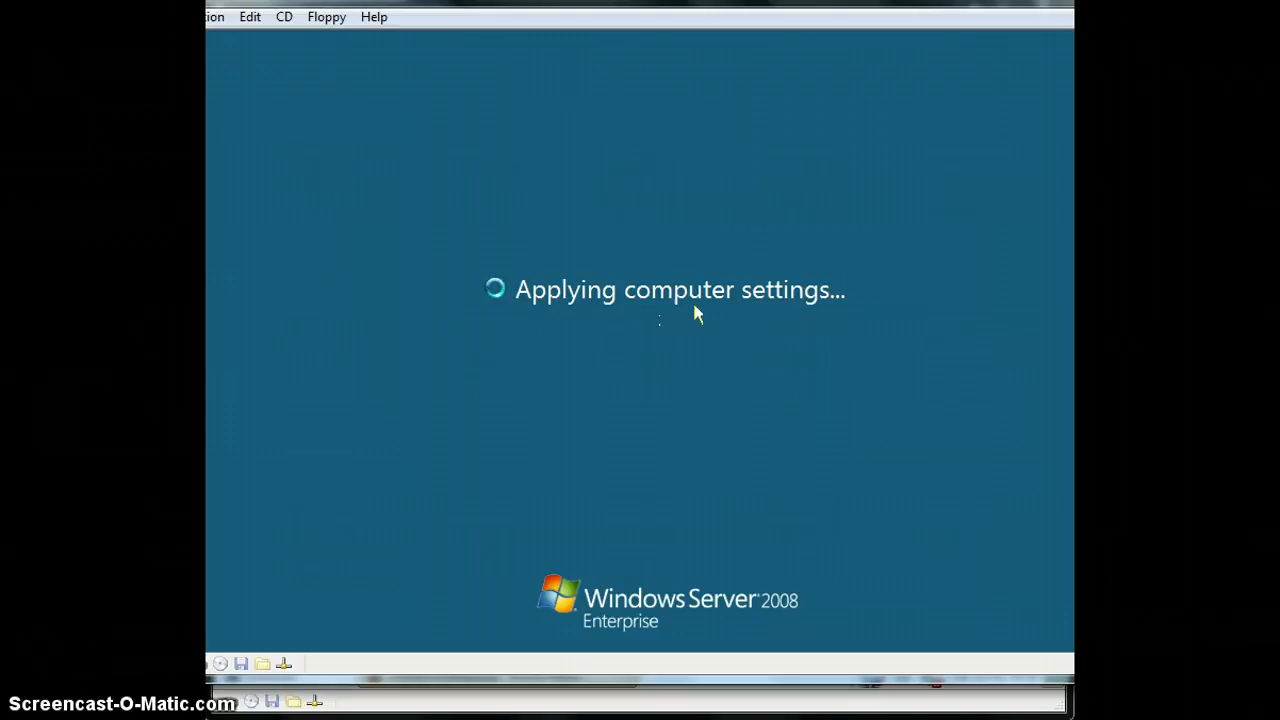 ion Edit CD Floppy Help
Applying computer settings...
Windows Server 2008
Enterprise
Screencast-O-Matic.com